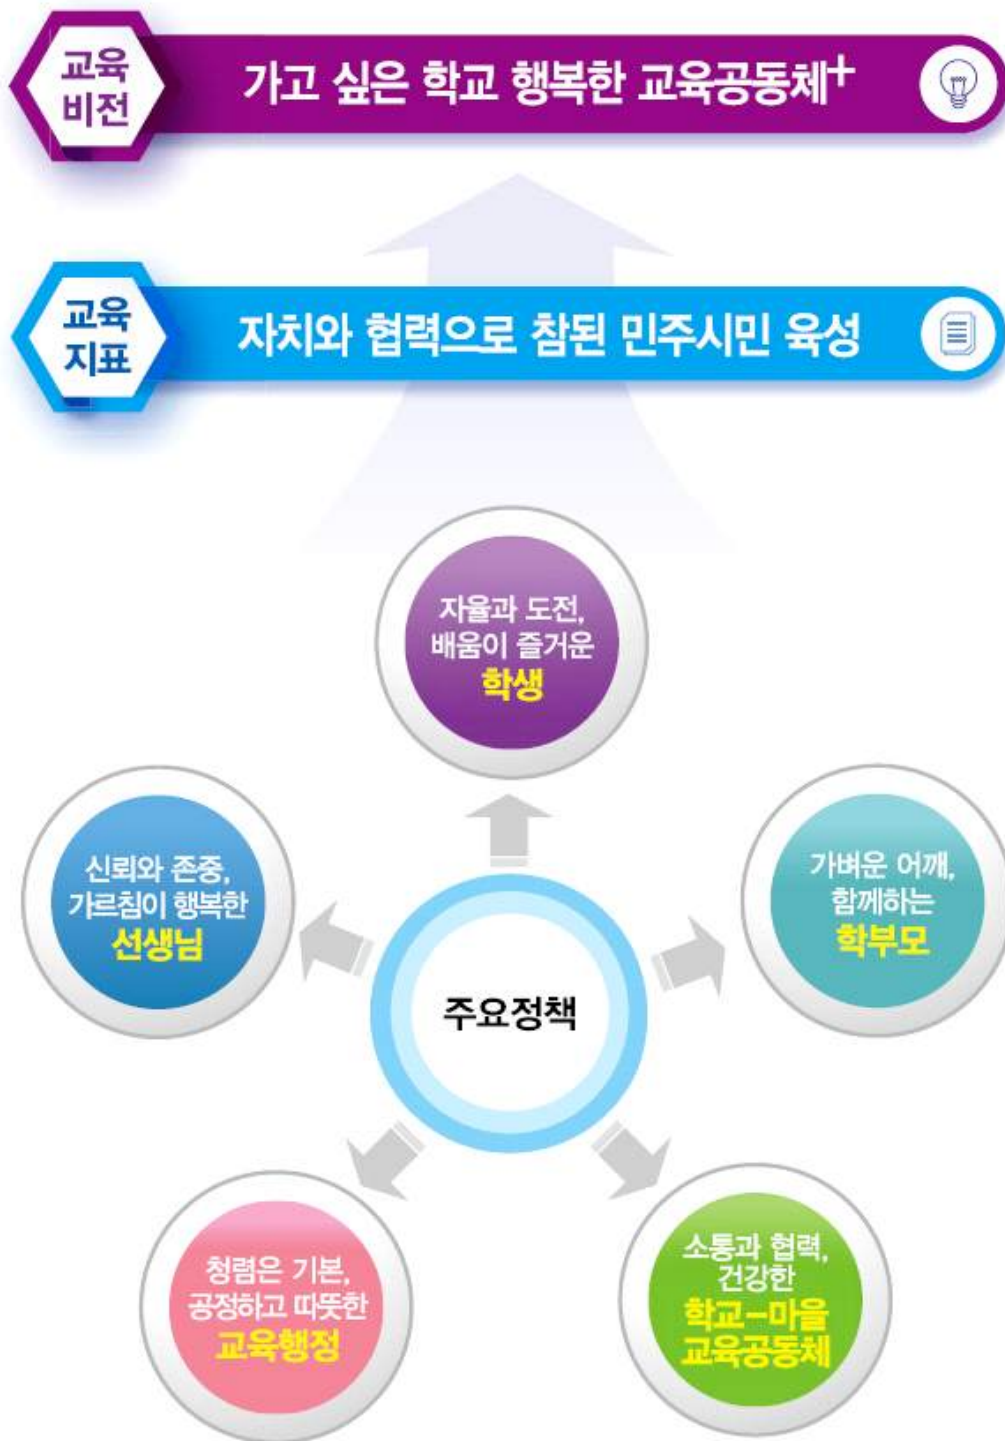 교육
비전
가고 싶은 학교 행복한 교육공동체+
교육
지표
자치와 협력으로 참된 민주시민 육성
자율과 도전,
배움이 즐거운
학생
신뢰와 존중,
가르침이 행복한
선생님
가벼운 어깨,
함께하는
학부모
주요정책
청렴은 기본,
공정하고 따뜻한
교육행정
소통과 협력,
건강한
학교-마을
교육공동체